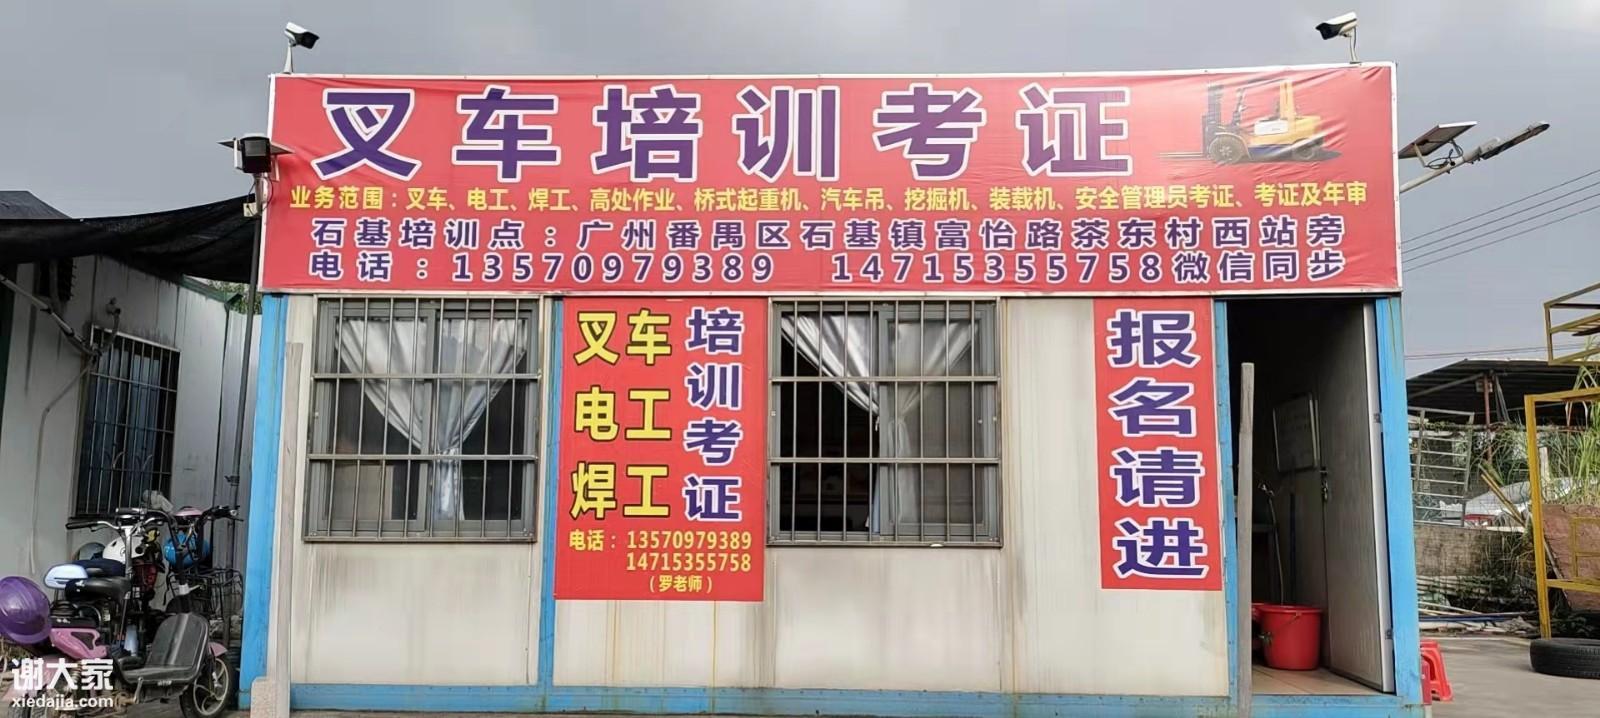 叉车培训考证
业务范围：叉车、电工、焊工、高处作业、桥式起重机、汽车吊、挖掘机、装载机、安全管理员考证、考证及年审
石基培训点：广州番禺区石基镇富怡路茶东村西站旁
电话：13570979389 14715355758微信同步
叉车
电工
焊工
培训考证
电话：13570979389
14715355758
（罗老师）
报名请进
谢大家
xiedajia.com